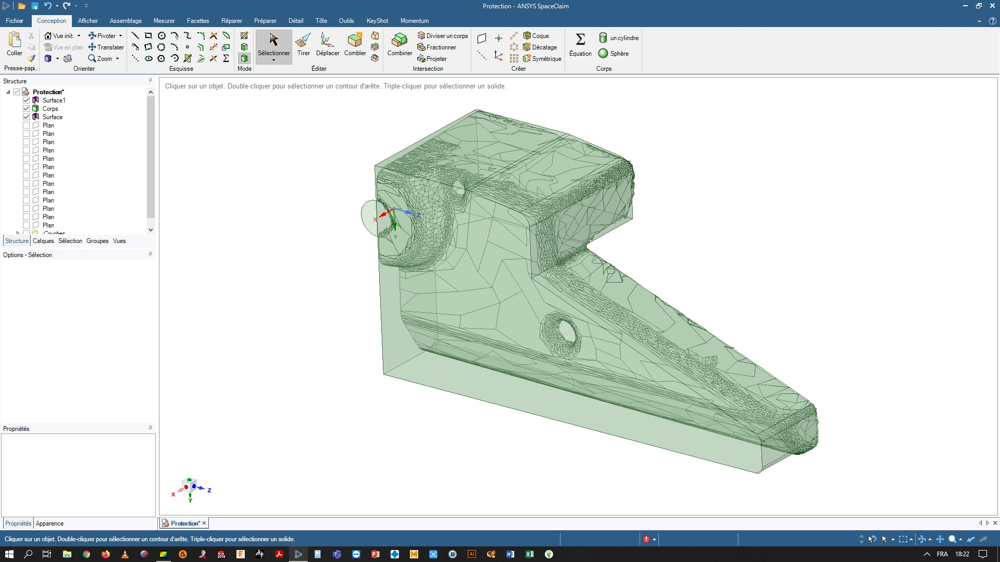 Protection - ANSYS SpaceClaim
Fichier Conception Afficher Assemblage Mesurer Facettes Réparer Préparer Détail Tôle Outils KeyShot Momentum
Coller
Presse-papi...
Vue init. Pivoter
Vue en plan Translater
Zoom
Orienter
Esquisse
Mode
Sélectionner Tirer Déplacer Combler
Éditer
Combiner
Diviser un corps
Fractionner
Projeter
Intersection
Coque
Décalage
Symétrique
Créer
Équation
un cylindre
Sphère
Corps
Structure
Protection*
Surface1
Corps
Surface
Plan
Plan
Plan
Plan
Plan
Plan
Plan
Plan
Plan
Plan
Plan
Plan
Plan
Courbes
Structure Calques Sélection Groupes Vues
Options - Sélection
Propriétés
Propriétés Apparence
Cliquer sur un objet. Double-cliquer pour sélectionner un contour d'arête. Triple-cliquer pour sélectionner un solide.
X Z
Y
X Z
Y
Protection*
Cliquer sur un objet. Double-cliquer pour sélectionner un contour d'arête. Triple-cliquer pour sélectionner un solide.
FRA 18:22